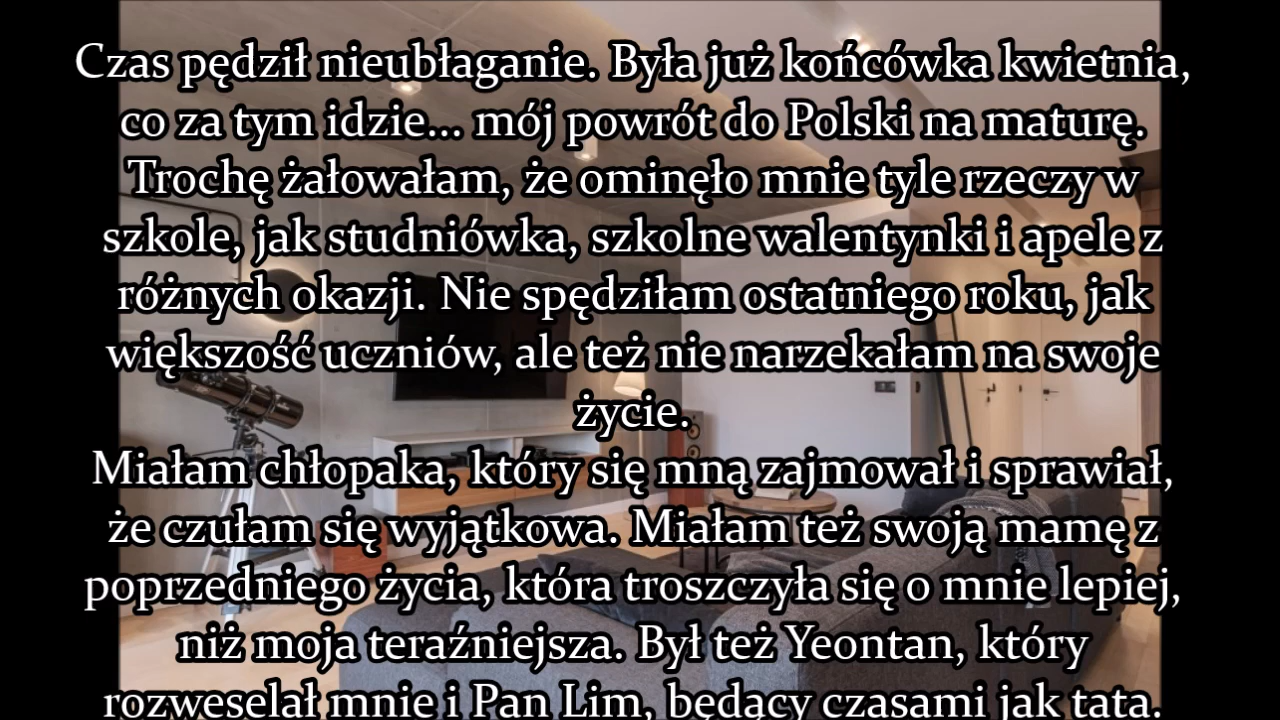 Czas pędził nieubłaganie. Była już końcówka kwietnia,
co za tym idzie... mój powrót do Polski na maturę.
Trochę żałowałam, że ominęło mnie tyle rzeczy w
szkole, jak studniówka, szkolne walentynki i apele z
różnych okazji. Nie spędziłam ostatniego roku, jak
większość uczniów, ale też nie narzekałam na swoje
życie.
Miałam chłopaka, który się mną zajmował i sprawiał,
że czułam się wyjątkowa. Miałam też swoją mamę z
poprzedniego życia, która troszczyła się o mnie lepiej,
niż moja teraźniejsza. Był też Yeontan, który
rozweselał mnie i Pan Lim, będący czasami jak tata.